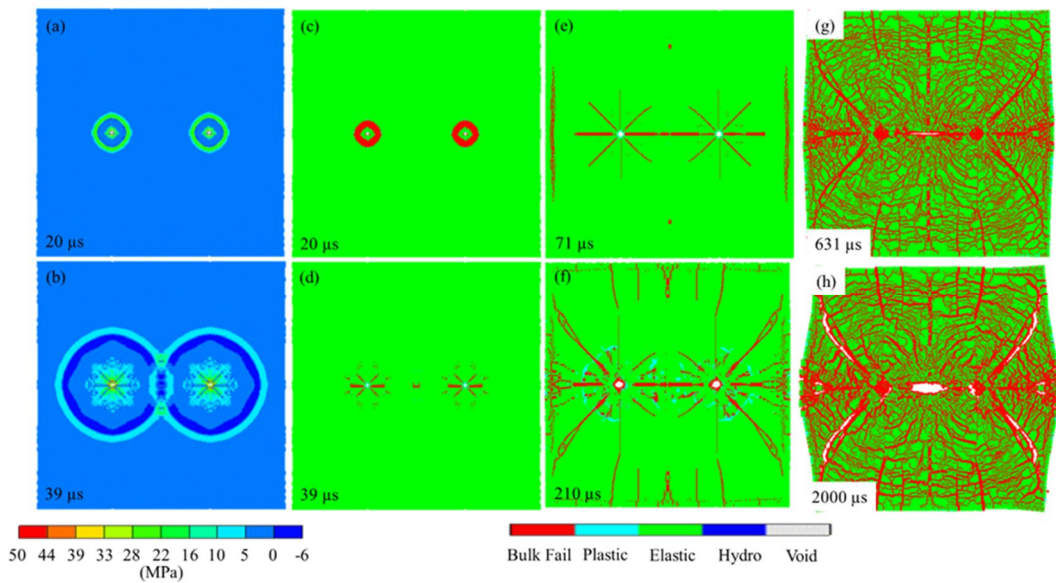 (a)
(c)
(e)
(g)
20 μs
20 μs
71 μs
631 μs
(b)
(d)
(f)
(h)
39 μs
39 μs
210 μs
2000 μs
50 44 39 33 28 22 16 10 5 0 -6
(MPa)
Bulk Fail Plastic Elastic Hydro Void